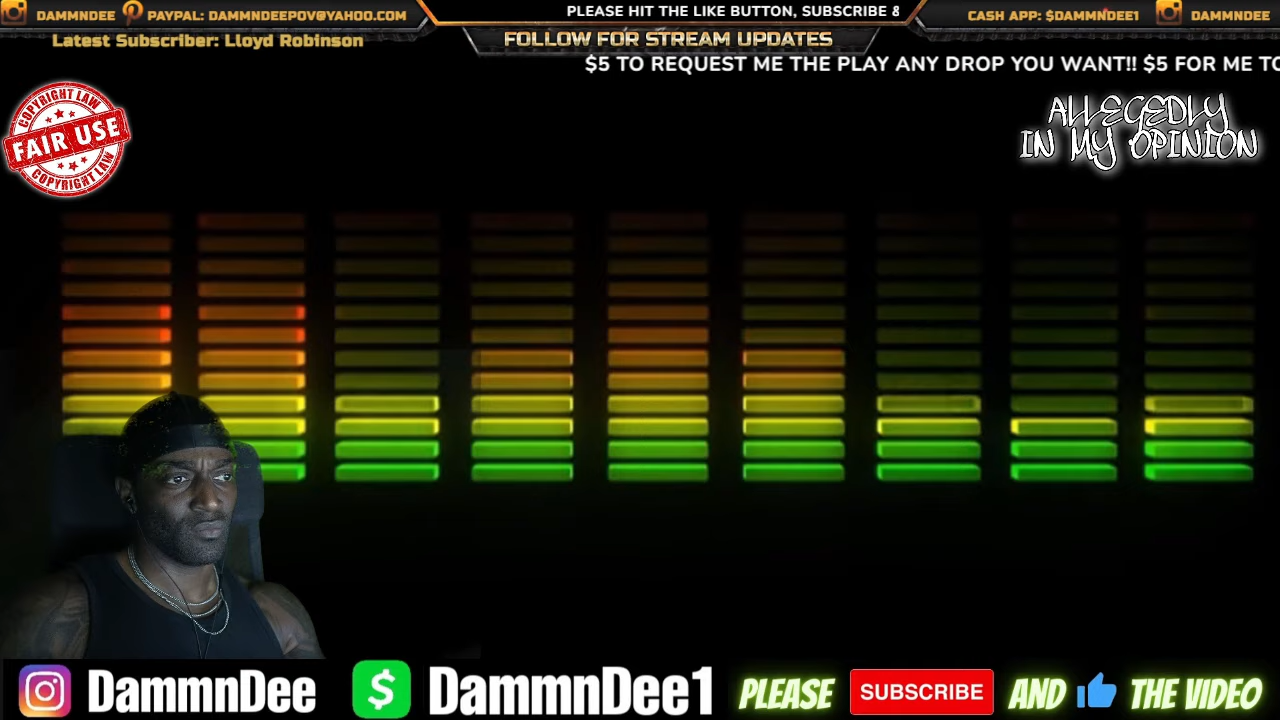 DAMMNDEE PAYPAL: DAMMNDEEPOV@YAHOO.COM
PLEASE HIT THE LIKE BUTTON, SUBSCRIBE &
CASH APP: $DAMMNDEE1 DAMMNDEE
Latest Subscriber: Lloyd Robinson
FOLLOW FOR STREAM UPDATES
$5 TO REQUEST ME THE PLAY ANY DROP YOU WANT!! $5 FOR ME TO
COPYRIGHT LAW
FAIR USE
COPYRIGHT LAW
ALLEGEDLY
IN MY OPINION
DammnDee
$ DammnDee1
PLEASE SUBSCRIBE AND THE VIDEO